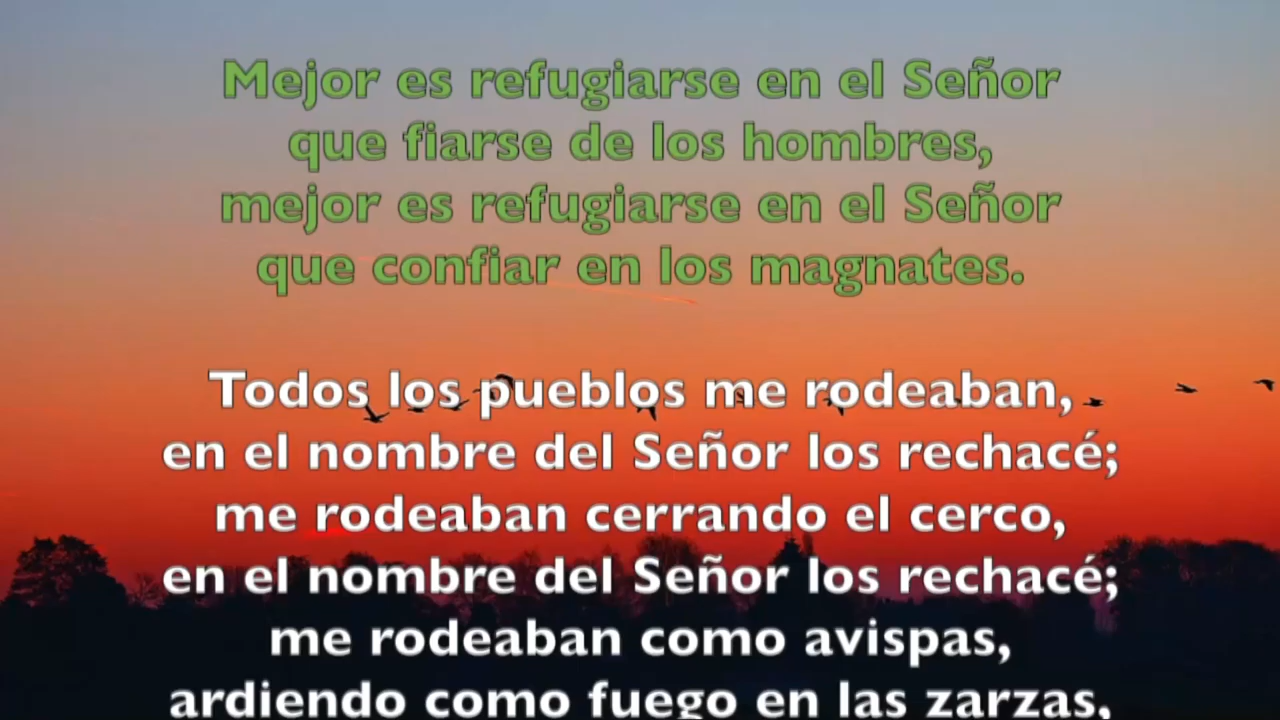 Mejor es refugiarse en el Señor
que fiarse de los hombres,
mejor es refugiarse en el Señor
que confiar en los magnates.
Todos los pueblos me rodeaban,
en el nombre del Señor los rechacé;
me rodeaban cerrando el cerco,
en el nombre del Señor los rechacé;
me rodeaban como avispas,
ardiendo como fuego en las zarzas,